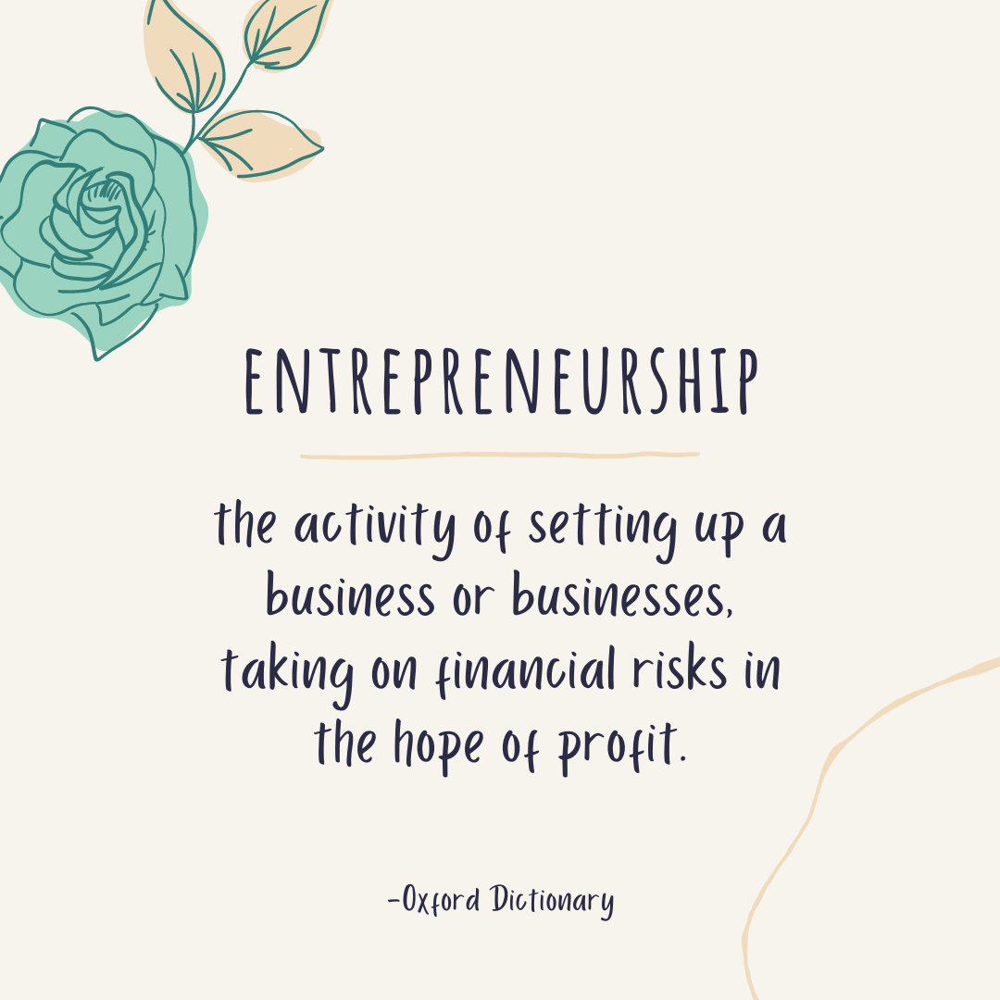 ENTREPRENEURSHIP
the activity of setting up a
business or businesses,
taking on financial risks in
the hope of profit.
-Oxford Dictionary